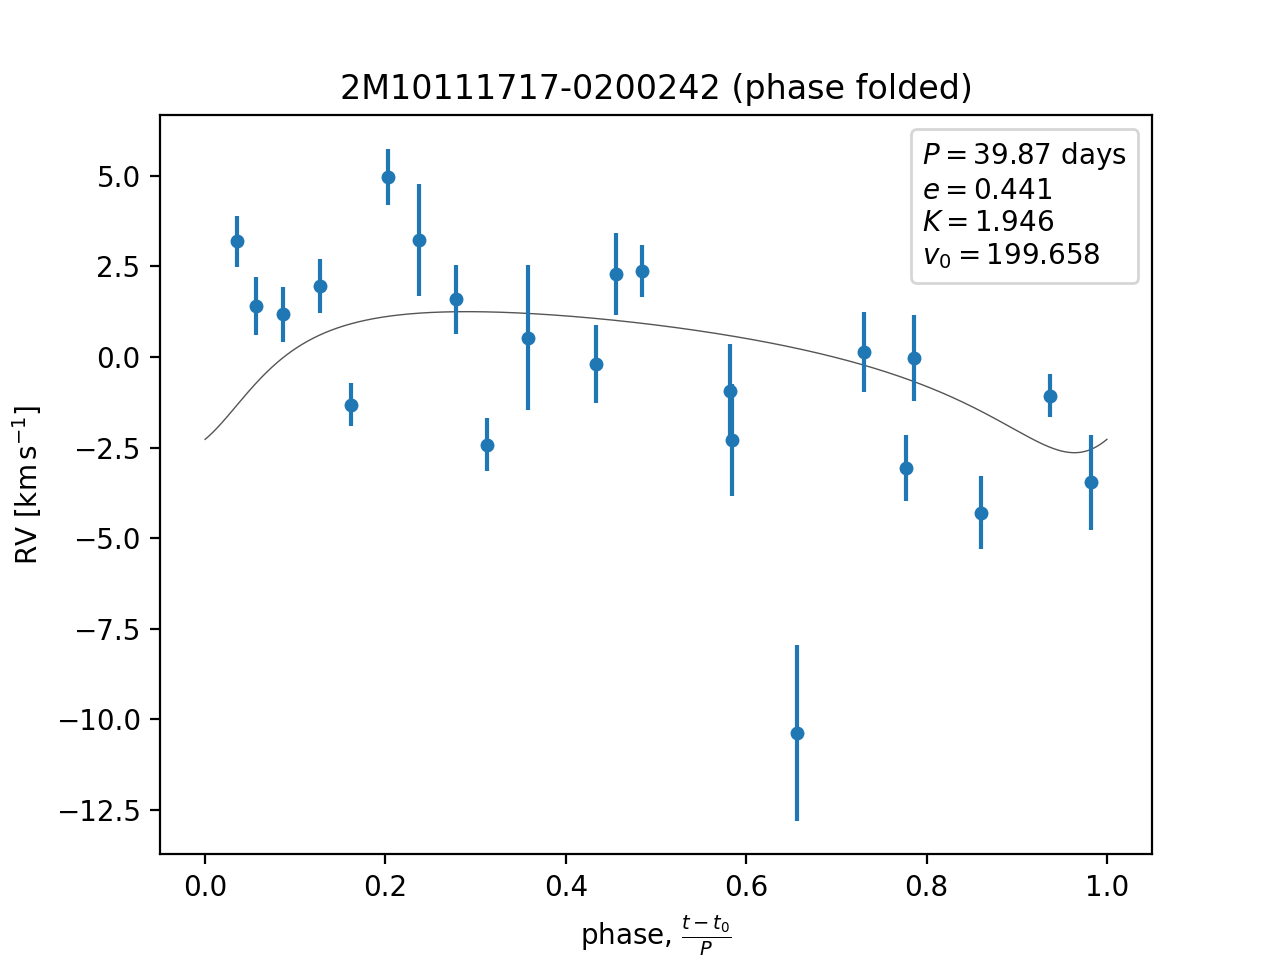 2M10111717-0200242 (phase folded)
P = 39.87 days
e = 0.441
K = 1.946
v₀ = 199.658
RV [km s⁻¹]
5.0
2.5
0.0
−2.5
−5.0
−7.5
−10.0
−12.5
0.0 0.2 0.4 0.6 0.8 1.0
phase, (t − t₀)/P